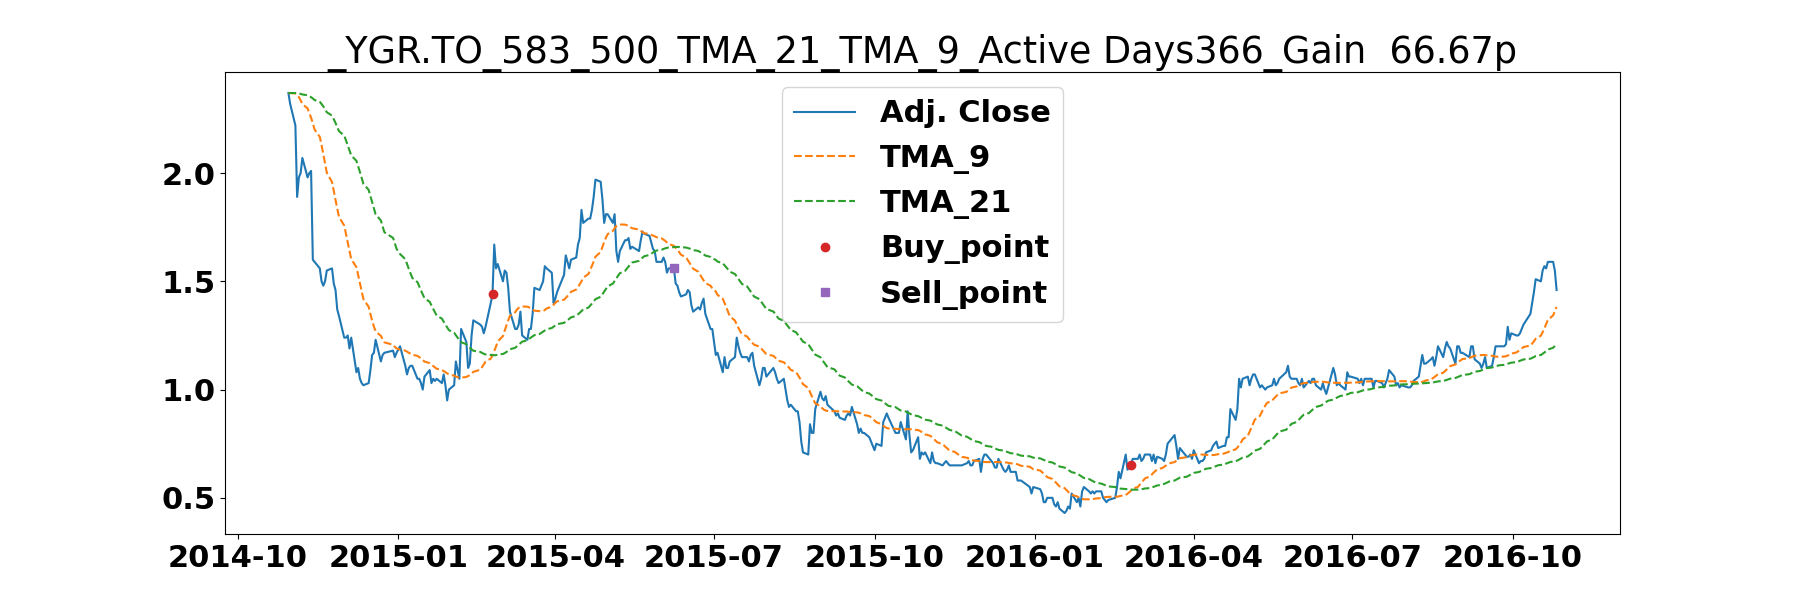 _YGR.TO_583_500_TMA_21_TMA_9_Active Days366_Gain  66.67p
Adj. Close
TMA_9
TMA_21
Buy_point
Sell_point
2.0
1.5
1.0
0.5
2014-10 2015-01 2015-04 2015-07 2015-10 2016-01 2016-04 2016-07 2016-10